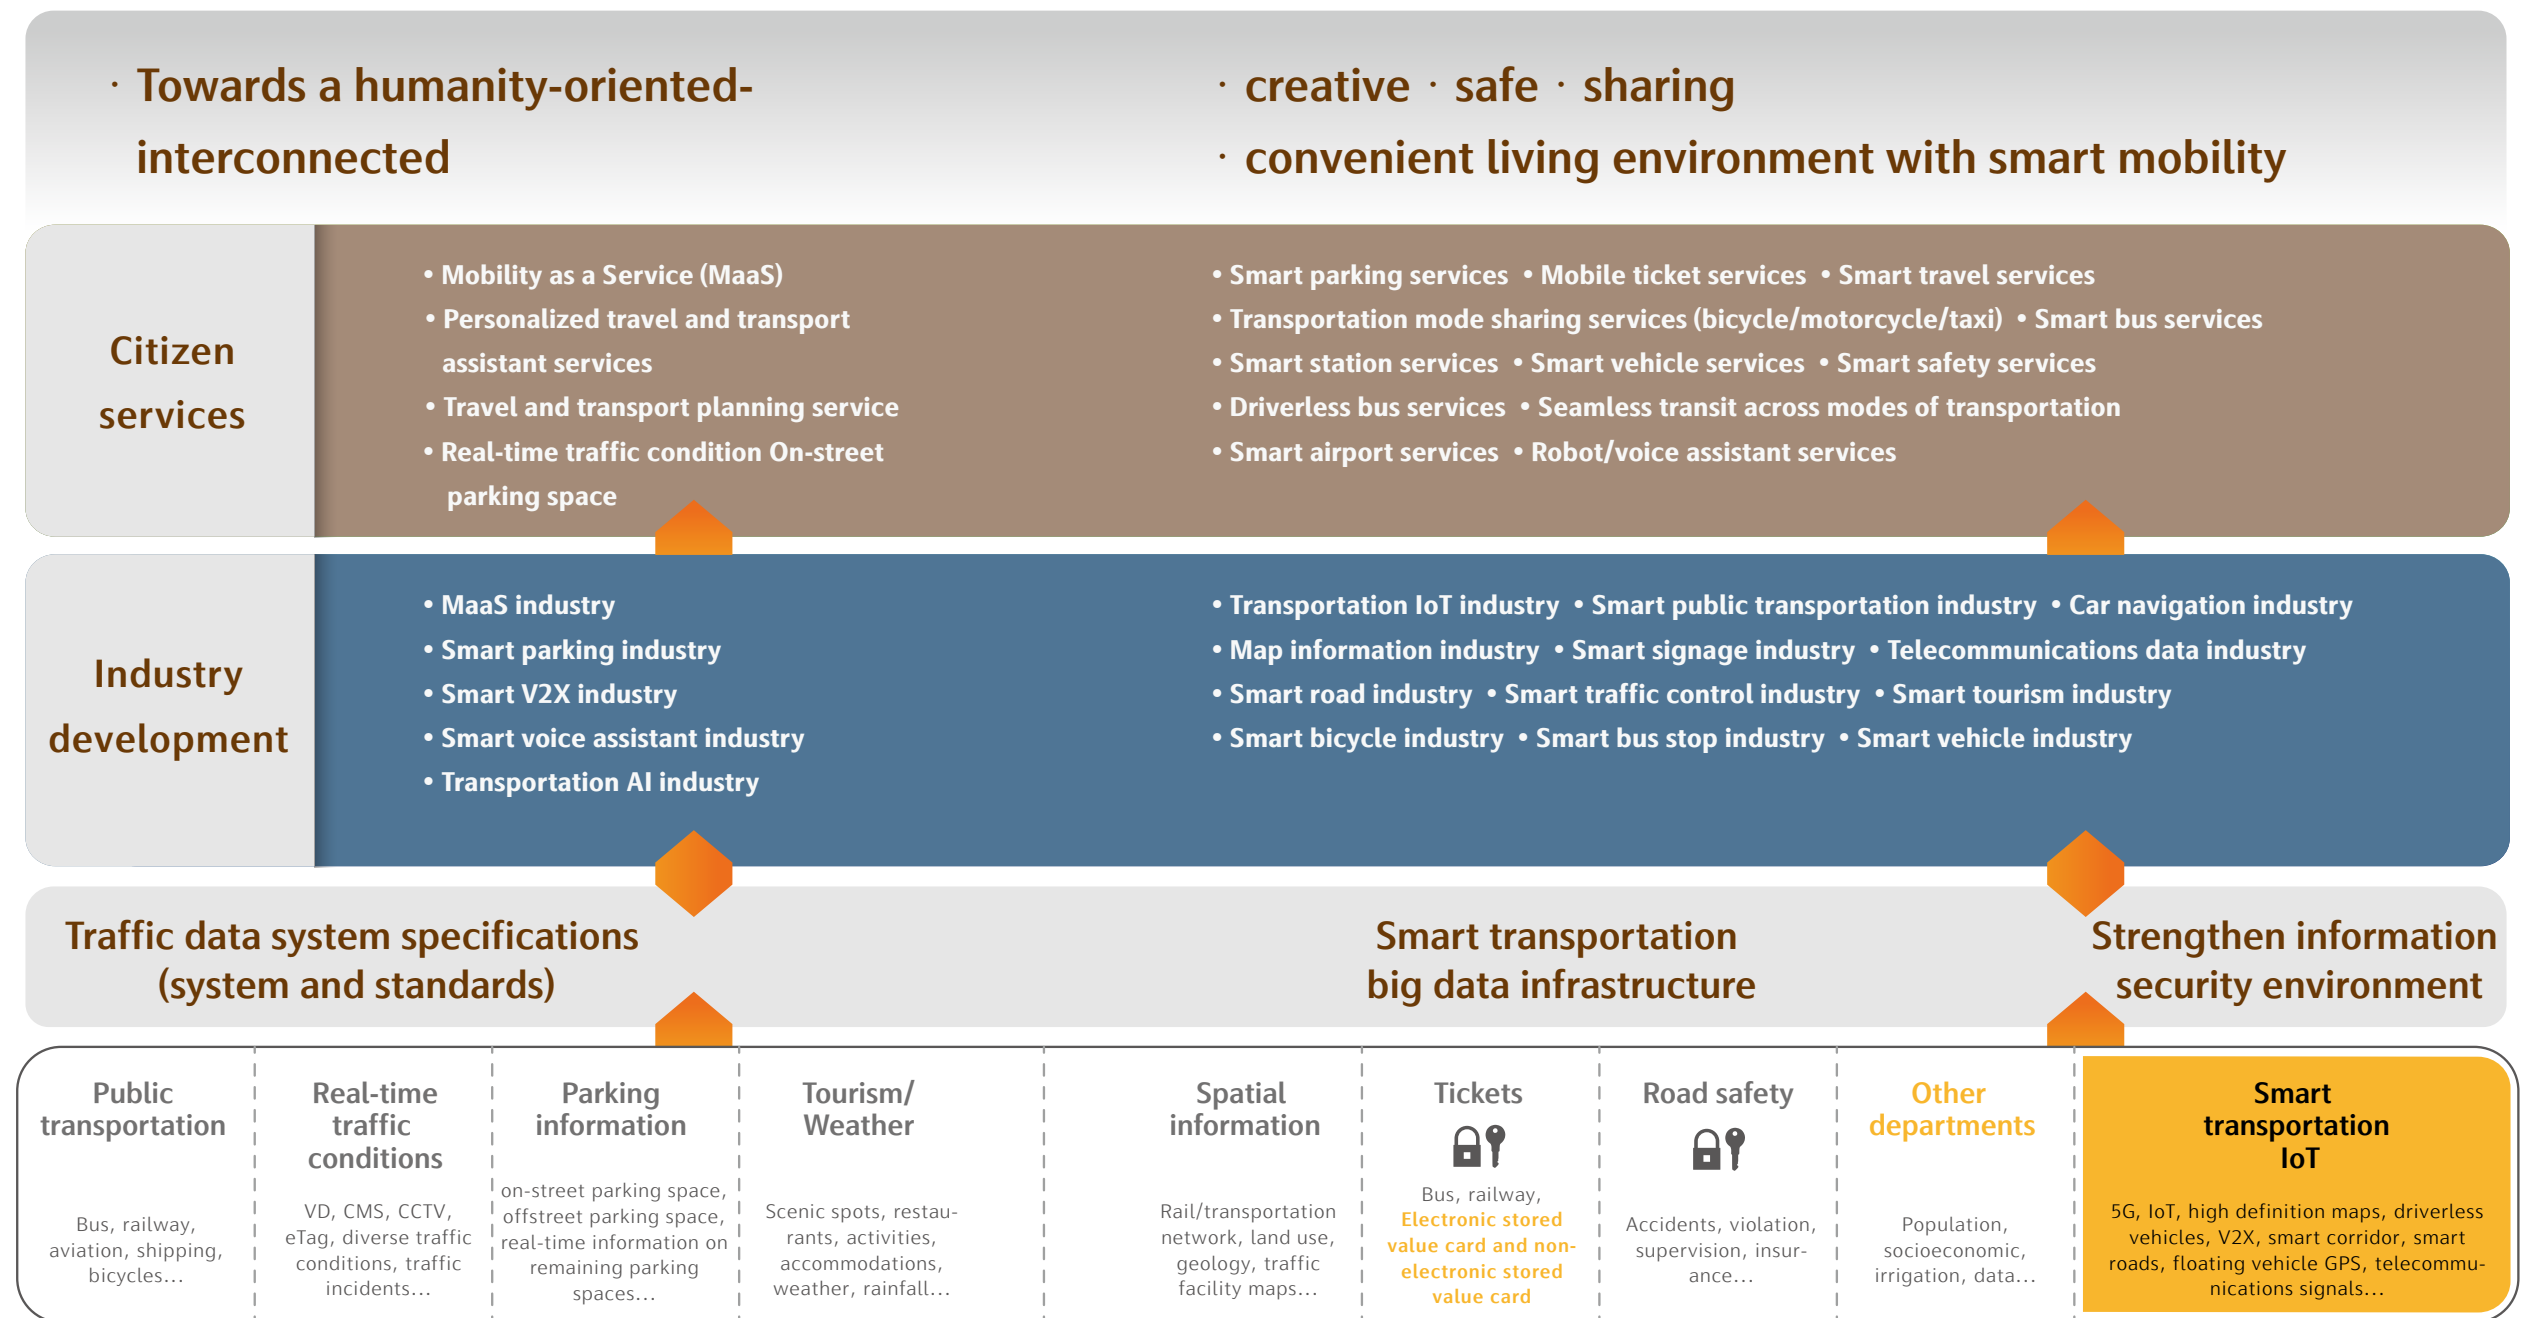 · Towards a humanity-oriented-
interconnected
· creative · safe · sharing
· convenient living environment with smart mobility
Citizen
services
• Mobility as a Service (MaaS)
• Personalized travel and transport
assistant services
• Travel and transport planning service
• Real-time traffic condition On-street
parking space
• Smart parking services • Mobile ticket services • Smart travel services
• Transportation mode sharing services (bicycle/motorcycle/taxi) • Smart bus services
• Smart station services • Smart vehicle services • Smart safety services
• Driverless bus services • Seamless transit across modes of transportation
• Smart airport services • Robot/voice assistant services
Industry
development
• MaaS industry
• Smart parking industry
• Smart V2X industry
• Smart voice assistant industry
• Transportation AI industry
• Transportation IoT industry • Smart public transportation industry • Car navigation industry
• Map information industry • Smart signage industry • Telecommunications data industry
• Smart road industry • Smart traffic control industry • Smart tourism industry
• Smart bicycle industry • Smart bus stop industry • Smart vehicle industry
Traffic data system specifications
(system and standards)
Smart transportation
big data infrastructure
Strengthen information
security environment
Public
transportation
Bus, railway,
aviation, shipping,
bicycles...
Real-time
traffic
conditions
VD, CMS, CCTV,
eTag, diverse traffic
conditions, traffic
incidents...
Parking
information
on-street parking space,
offstreet parking space,
real-time information on
remaining parking
spaces...
Tourism/
Weather
Scenic spots, restau-
rants, activities,
accommodations,
weather, rainfall...
Spatial
information
Rail/transportation
network, land use,
geology, traffic
facility maps...
Tickets
Bus, railway,
Electronic stored
value card and non-
electronic stored
value card
Road safety
Accidents, violation,
supervision, insur-
ance...
Other
departments
Population,
socioeconomic,
irrigation, data...
Smart
transportation
IoT
5G, IoT, high definition maps, driverless
vehicles, V2X, smart corridor, smart
roads, floating vehicle GPS, telecommu-
nications signals...